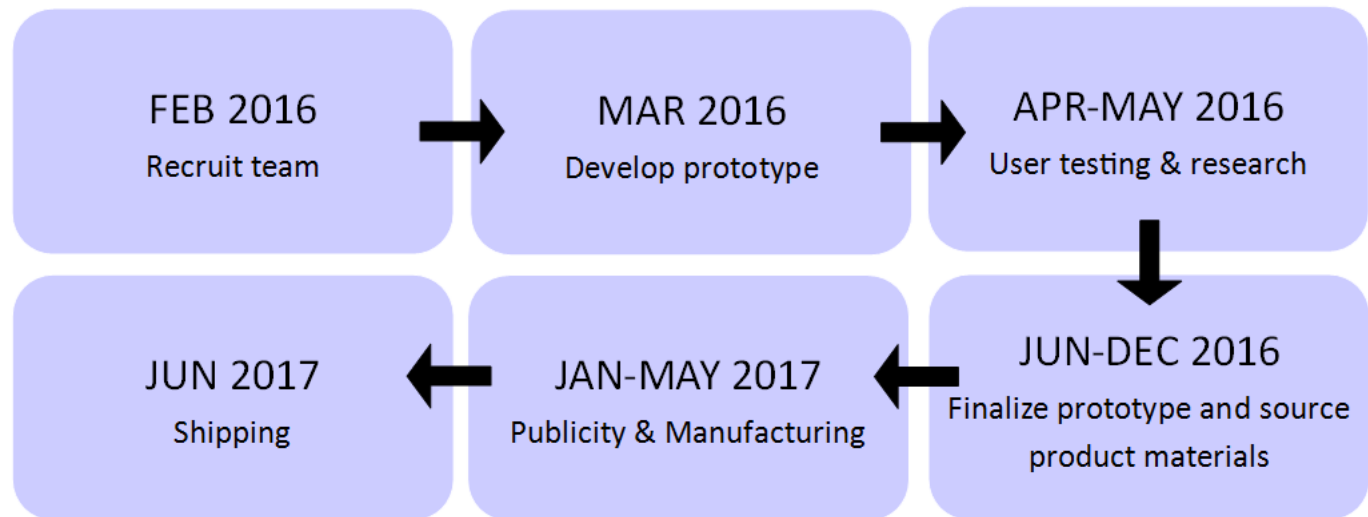 FEB 2016
Recruit team
MAR 2016
Develop prototype
APR-MAY 2016
User testing & research
JUN-DEC 2016
Finalize prototype and source
product materials
JAN-MAY 2017
Publicity & Manufacturing
JUN 2017
Shipping